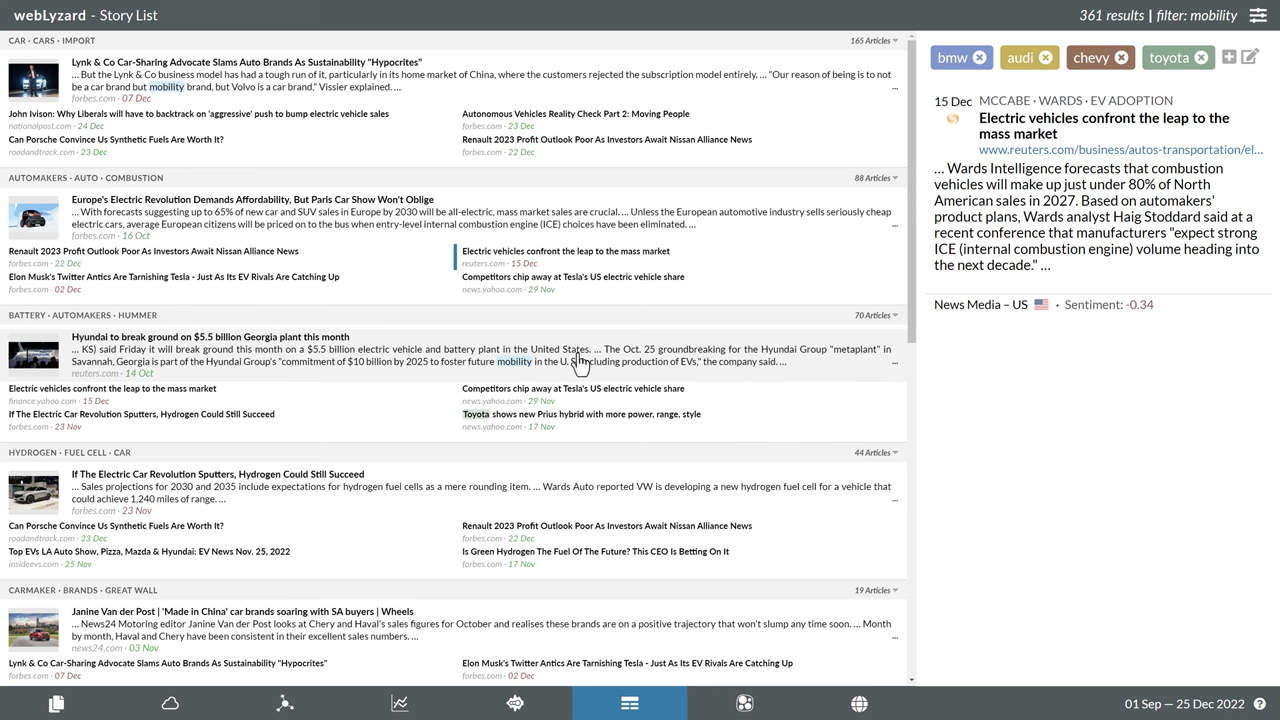 webLyzard - Story List
361 results | filter: mobility
CAR · CARS · IMPORT
165 Articles
Lynk & Co Car-Sharing Advocate Slams Auto Brands As Sustainability "Hypocrites"
... But the Lynk & Co business model has had a tough run of it, particularly in its home market of China, where the customers rejected the subscription model entirely. ... "Our reason of being is to not
be a car brand but mobility brand, but Volvo is a car brand," Vissier explained. ...
...
forbes.com · 07 Dec
John Ivison: Why Liberals will have to backtrack on 'aggressive' push to bump electric vehicle sales
nationalpost.com · 24 Dec
Autonomous Vehicles Reality Check Part 2: Moving People
forbes.com · 23 Dec
Can Porsche Convince Us Synthetic Fuels Are Worth It?
roadandtrack.com · 23 Dec
Renault 2023 Profit Outlook Poor As Investors Await Nissan Alliance News
forbes.com · 22 Dec
AUTOMAKERS · AUTO · COMBUSTION
88 Articles
Europe's Electric Revolution Demands Affordability, But Paris Car Show Won't Oblige
... With forecasts suggesting up to 65% of new car and SUV sales in Europe by 2030 will be all-electric, mass market sales are crucial. ... Unless the European automotive industry sells seriously cheap
electric cars, average European citizens will be priced on to the bus when entry-level internal combustion engine (ICE) choices have been eliminated. ...
...
forbes.com · 16 Oct
Renault 2023 Profit Outlook Poor As Investors Await Nissan Alliance News
forbes.com · 22 Dec
Electric vehicles confront the leap to the mass market
reuters.com · 15 Dec
Elon Musk's Twitter Antics Are Tarnishing Tesla - Just As Its EV Rivals Are Catching Up
forbes.com · 02 Dec
Competitors chip away at Tesla's US electric vehicle share
news.yahoo.com · 29 Nov
BATTERY · AUTOMAKERS · HUMMER
70 Articles
Hyundai to break ground on $5.5 billion Georgia plant this month
... KS) said Friday it will break ground this month on a $5.5 billion electric vehicle and battery plant in the United States. ... The Oct. 25 groundbreaking for the Hyundai Group "metaplant" in
Savannah, Georgia is part of the Hyundai Group's "commitment of $10 billion by 2025 to foster future mobility in the U.S. including production of EVs," the company said. ...
...
reuters.com · 14 Oct
Electric vehicles confront the leap to the mass market
finance.yahoo.com · 15 Dec
Competitors chip away at Tesla's US electric vehicle share
news.yahoo.com · 29 Nov
If The Electric Car Revolution Sputters, Hydrogen Could Still Succeed
forbes.com · 23 Nov
Toyota shows new Prius hybrid with more power, range, style
news.yahoo.com · 17 Nov
HYDROGEN · FUEL CELL · CAR
44 Articles
If The Electric Car Revolution Sputters, Hydrogen Could Still Succeed
... Sales projections for 2030 and 2035 include expectations for hydrogen fuel cells as a mere rounding item. ... Wards Auto reported VW is developing a new hydrogen fuel cell for a vehicle that
could achieve 1,240 miles of range. ...
...
forbes.com · 23 Nov
Can Porsche Convince Us Synthetic Fuels Are Worth It?
roadandtrack.com · 23 Dec
Renault 2023 Profit Outlook Poor As Investors Await Nissan Alliance News
forbes.com · 22 Dec
Top EVs LA Auto Show, Pizza, Mazda & Hyundai: EV News Nov. 25, 2022
insideevs.com · 25 Nov
Is Green Hydrogen The Fuel Of The Future? This CEO Is Betting On It
forbes.com · 17 Nov
CARMAKER · BRANDS · GREAT WALL
19 Articles
Janine Van der Post | 'Made in China' car brands soaring with SA buyers | Wheels
... News24 Motoring editor Janine Van der Post looks at Chery and Haval's sales figures for October and realises these brands are on a positive trajectory that won't slump any time soon. ... Month
by month, Haval and Chery have been consistent in their excellent sales numbers. ...
...
news24.com · 03 Nov
Lynk & Co Car-Sharing Advocate Slams Auto Brands As Sustainability "Hypocrites"
forbes.com · 07 Dec
Elon Musk's Twitter Antics Are Tarnishing Tesla - Just As Its EV Rivals Are Catching Up
forbes.com · 02 Dec
bmw audi chevy toyota
15 Dec MCCABE · WARDS · EV ADOPTION
Electric vehicles confront the leap to the
mass market
www.reuters.com/business/autos-transportation/el...
... Wards Intelligence forecasts that combustion
vehicles will make up just under 80% of North
American sales in 2027. Based on automakers'
product plans, Wards analyst Haig Stoddard said at a
recent conference that manufacturers "expect strong
ICE (internal combustion engine) volume heading into
the next decade." ...
News Media – US · Sentiment: -0.34
01 Sep — 25 Dec 2022 ?